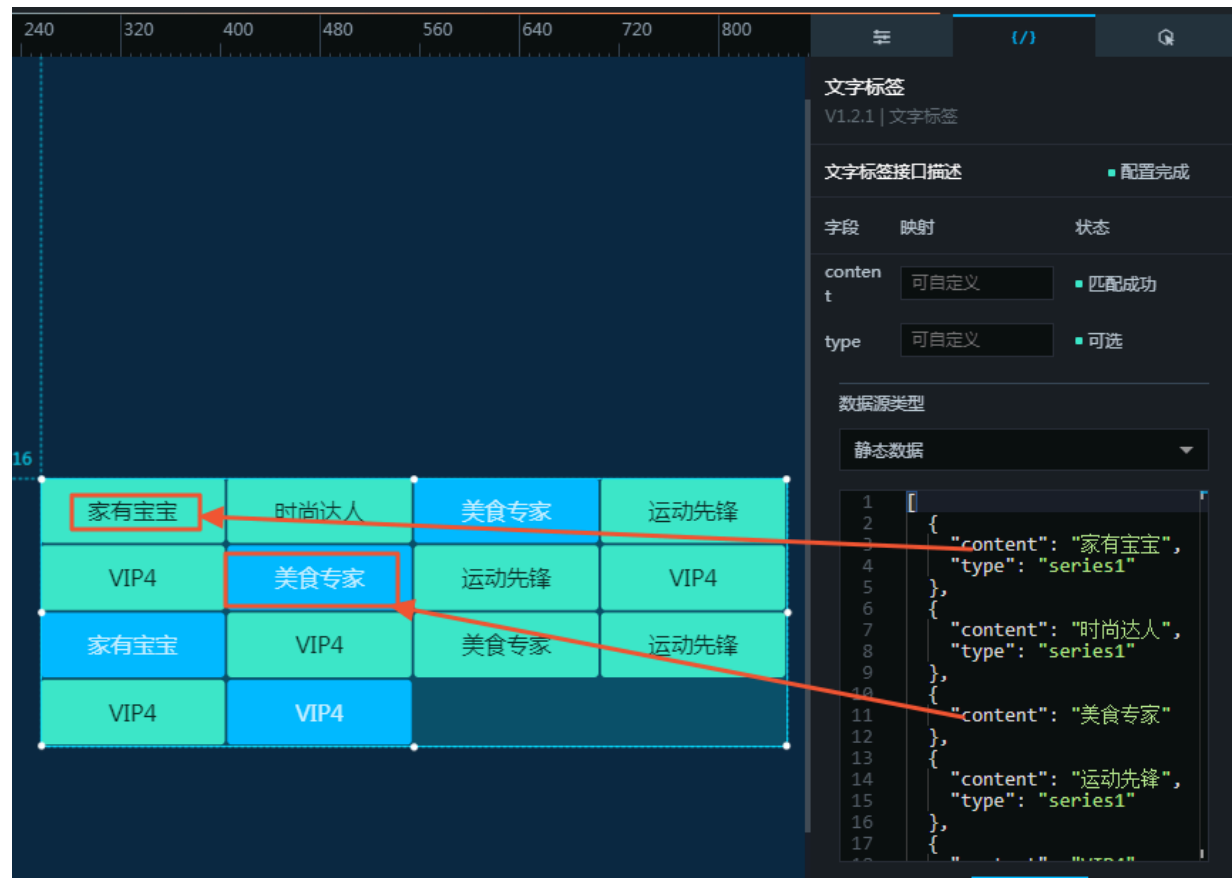 240 320 400 480 560 640 720 800
{/}
文字标签
V1.2.1 | 文字标签
文字标签接口描述 配置完成
字段 映射 状态
conten
t
可自定义 匹配成功
type 可自定义 可选
数据源类型
静态数据
16
家有宝宝 时尚达人 美食专家 运动先锋
VIP4 美食专家 运动先锋 VIP4
家有宝宝 VIP4 美食专家 运动先锋
VIP4 VIP4
1 [
2 {
3 "content": "家有宝宝",
4 "type": "series1"
5 },
6 {
7 "content": "时尚达人",
8 "type": "series1"
9 },
10 {
11 "content": "美食专家"
12 },
13 {
14 "content": "运动先锋",
15 "type": "series1"
16 },
17 {